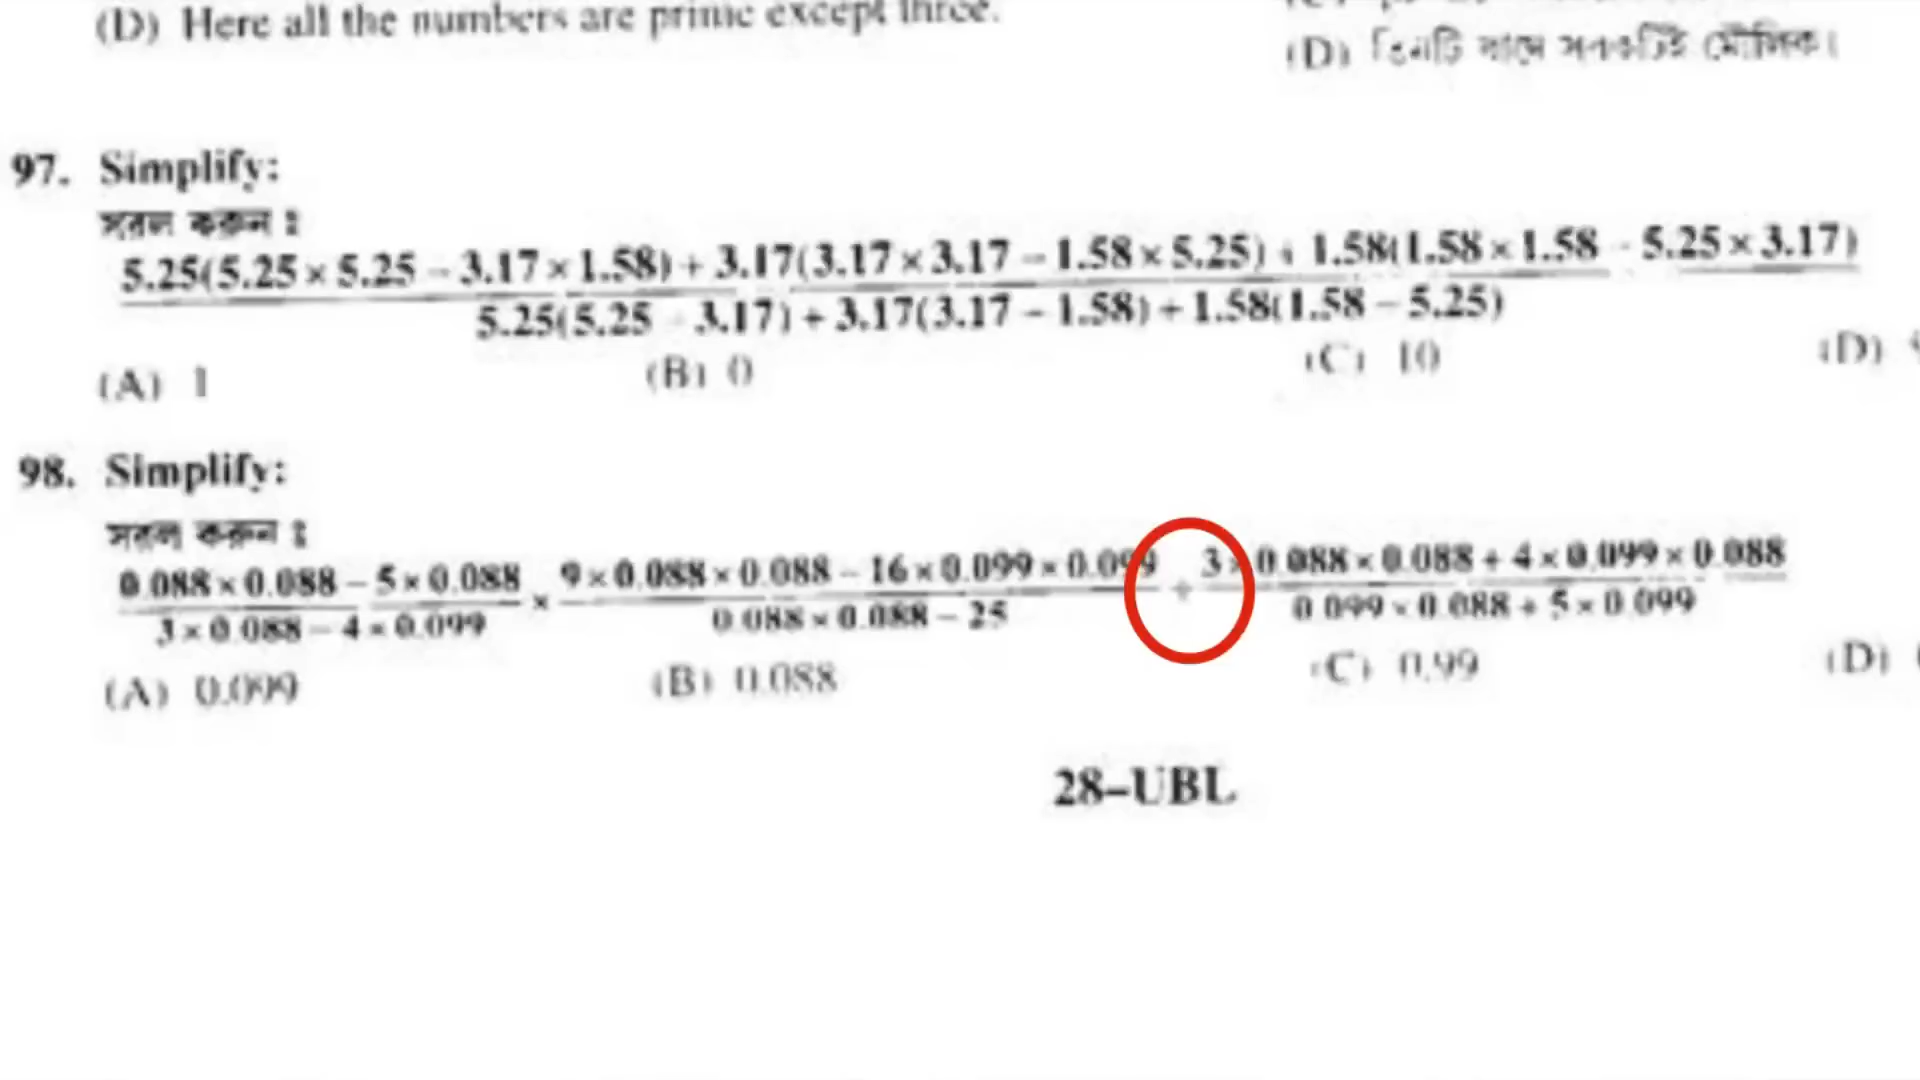 (D) Here all the numbers are prime except three.
(D) তিনটি বাদে সবকটিই মৌলিক।
97. Simplify:
সরল করুন :
5.25(5.25 × 5.25 – 3.17 × 1.58) + 3.17(3.17 × 3.17 – 1.58 × 5.25) + 1.58(1.58 × 1.58 - 5.25 × 3.17)
5.25(5.25 - 3.17) + 3.17(3.17 – 1.58) + 1.58(1.58 – 5.25)
(A) 1 (B) 0 (C) 10 (D)
98. Simplify:
সরল করুন :
0.088 × 0.088 – 5 × 0.088 × 9 × 0.088 × 0.088 – 16 × 0.099 × 0.099 ÷ 3 × 0.088 × 0.088 + 4 × 0.099 × 0.088
3 × 0.088 – 4 × 0.099 0.088 × 0.088 – 25 0.099 × 0.088 + 5 × 0.099
(A) 0.099 (B) 0.088 (C) 0.99 (D)
28–UBL